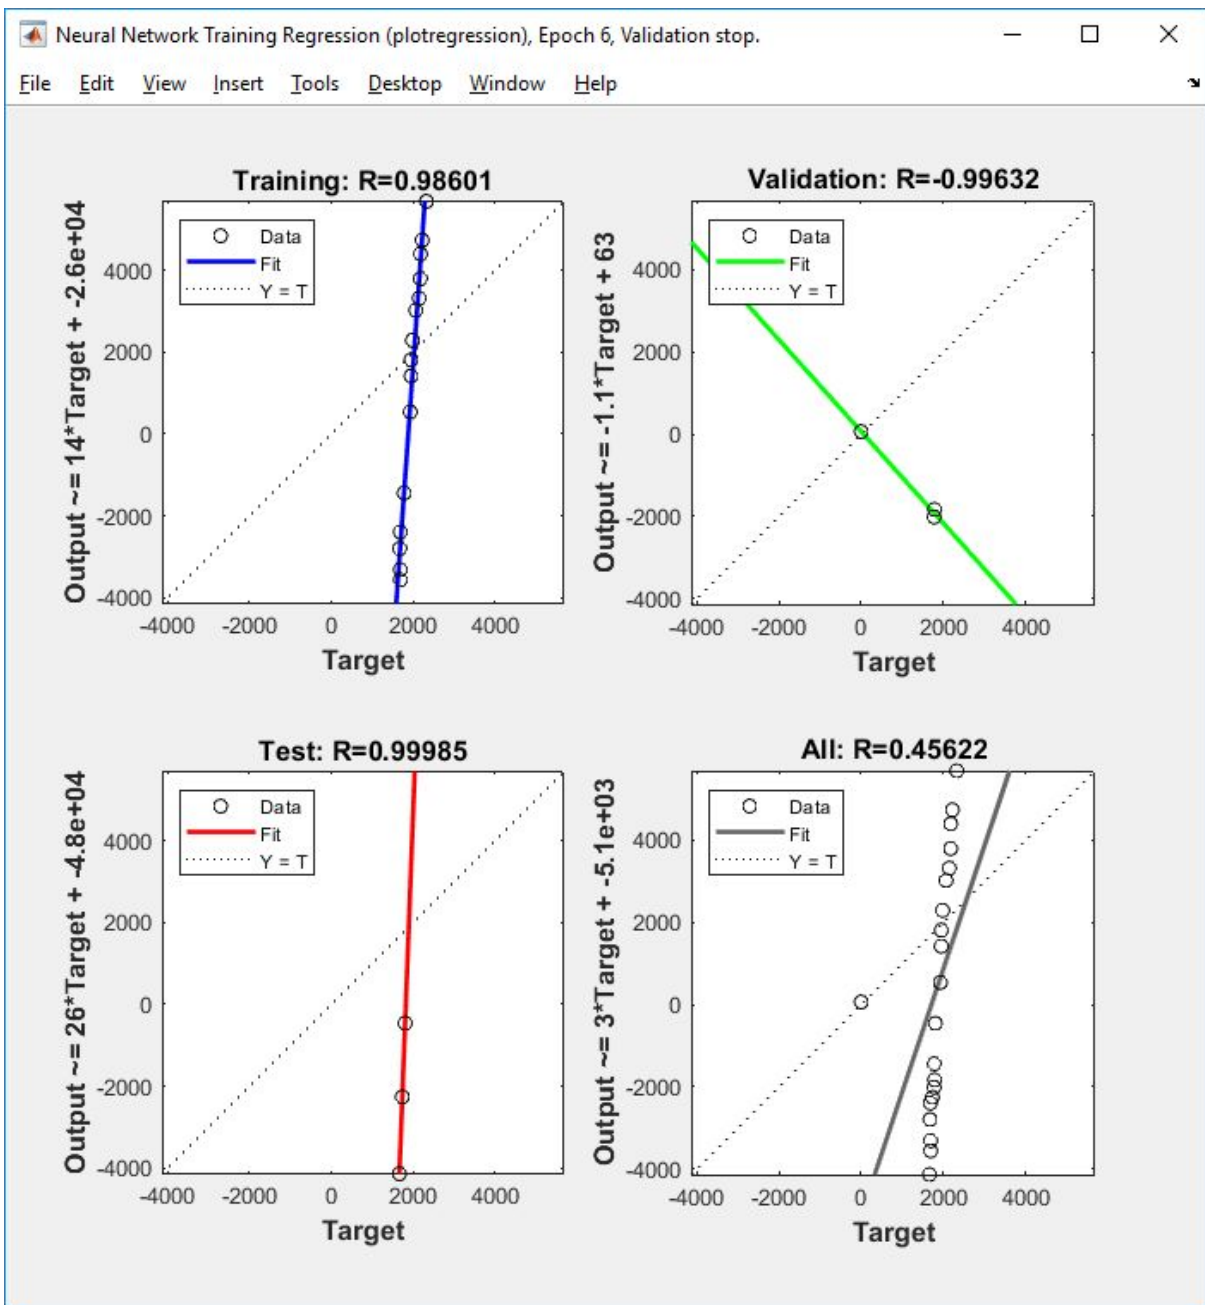 Neural Network Training Regression (plotregression), Epoch 6, Validation stop.
File Edit View Insert Tools Desktop Window Help
Training: R=0.98601
Output ~= 14*Target + -2.6e+04
Data
Fit
Y = T
4000
2000
0
-2000
-4000
-4000 -2000 0 2000 4000
Target
Validation: R=-0.99632
Output ~= -1.1*Target + 63
Data
Fit
Y = T
4000
2000
0
-2000
-4000
-4000 -2000 0 2000 4000
Target
Test: R=0.99985
Output ~= 26*Target + -4.8e+04
Data
Fit
Y = T
4000
2000
0
-2000
-4000
-4000 -2000 0 2000 4000
Target
All: R=0.45622
Output ~= 3*Target + -5.1e+03
Data
Fit
Y = T
4000
2000
0
-2000
-4000
-4000 -2000 0 2000 4000
Target